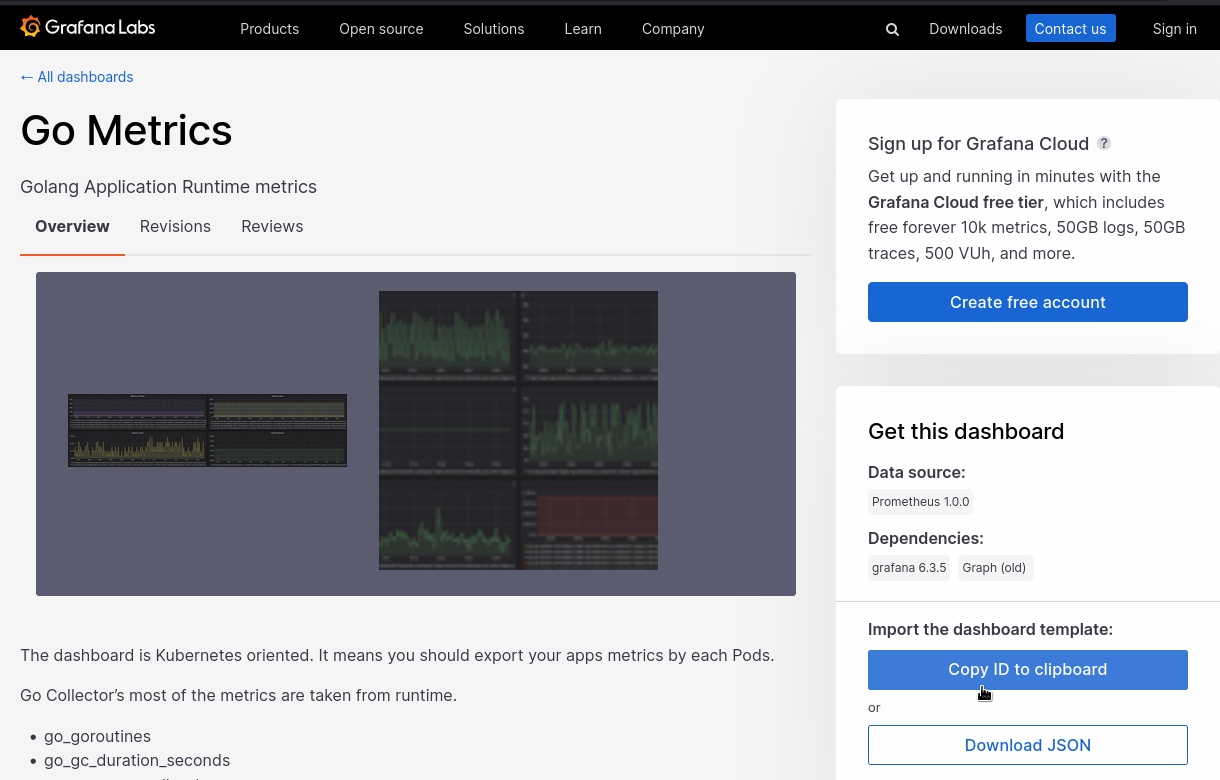 Grafana Labs
Products Open source Solutions Learn Company Downloads Contact us Sign in
← All dashboards
Go Metrics
Golang Application Runtime metrics
Overview Revisions Reviews
The dashboard is Kubernetes oriented. It means you should export your apps metrics by each Pods.
Go Collector's most of the metrics are taken from runtime.
• go_goroutines
• go_gc_duration_seconds
Sign up for Grafana Cloud ?
Get up and running in minutes with the
Grafana Cloud free tier, which includes
free forever 10k metrics, 50GB logs, 50GB
traces, 500 VUh, and more.
Create free account
Get this dashboard
Data source:
Prometheus 1.0.0
Dependencies:
grafana 6.3.5 Graph (old)
Import the dashboard template:
Copy ID to clipboard
or
Download JSON